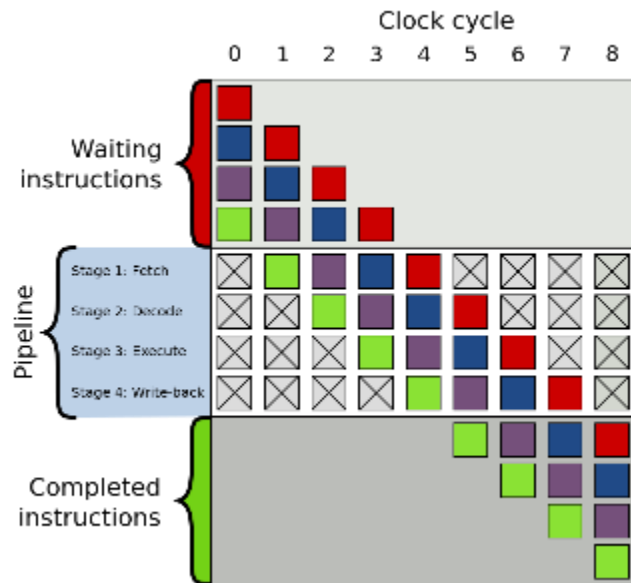 Clock cycle
0 1 2 3 4 5 6 7 8
Waiting
instructions
Pipeline
Stage 1: Fetch
Stage 2: Decode
Stage 3: Execute
Stage 4: Write-back
Completed
instructions